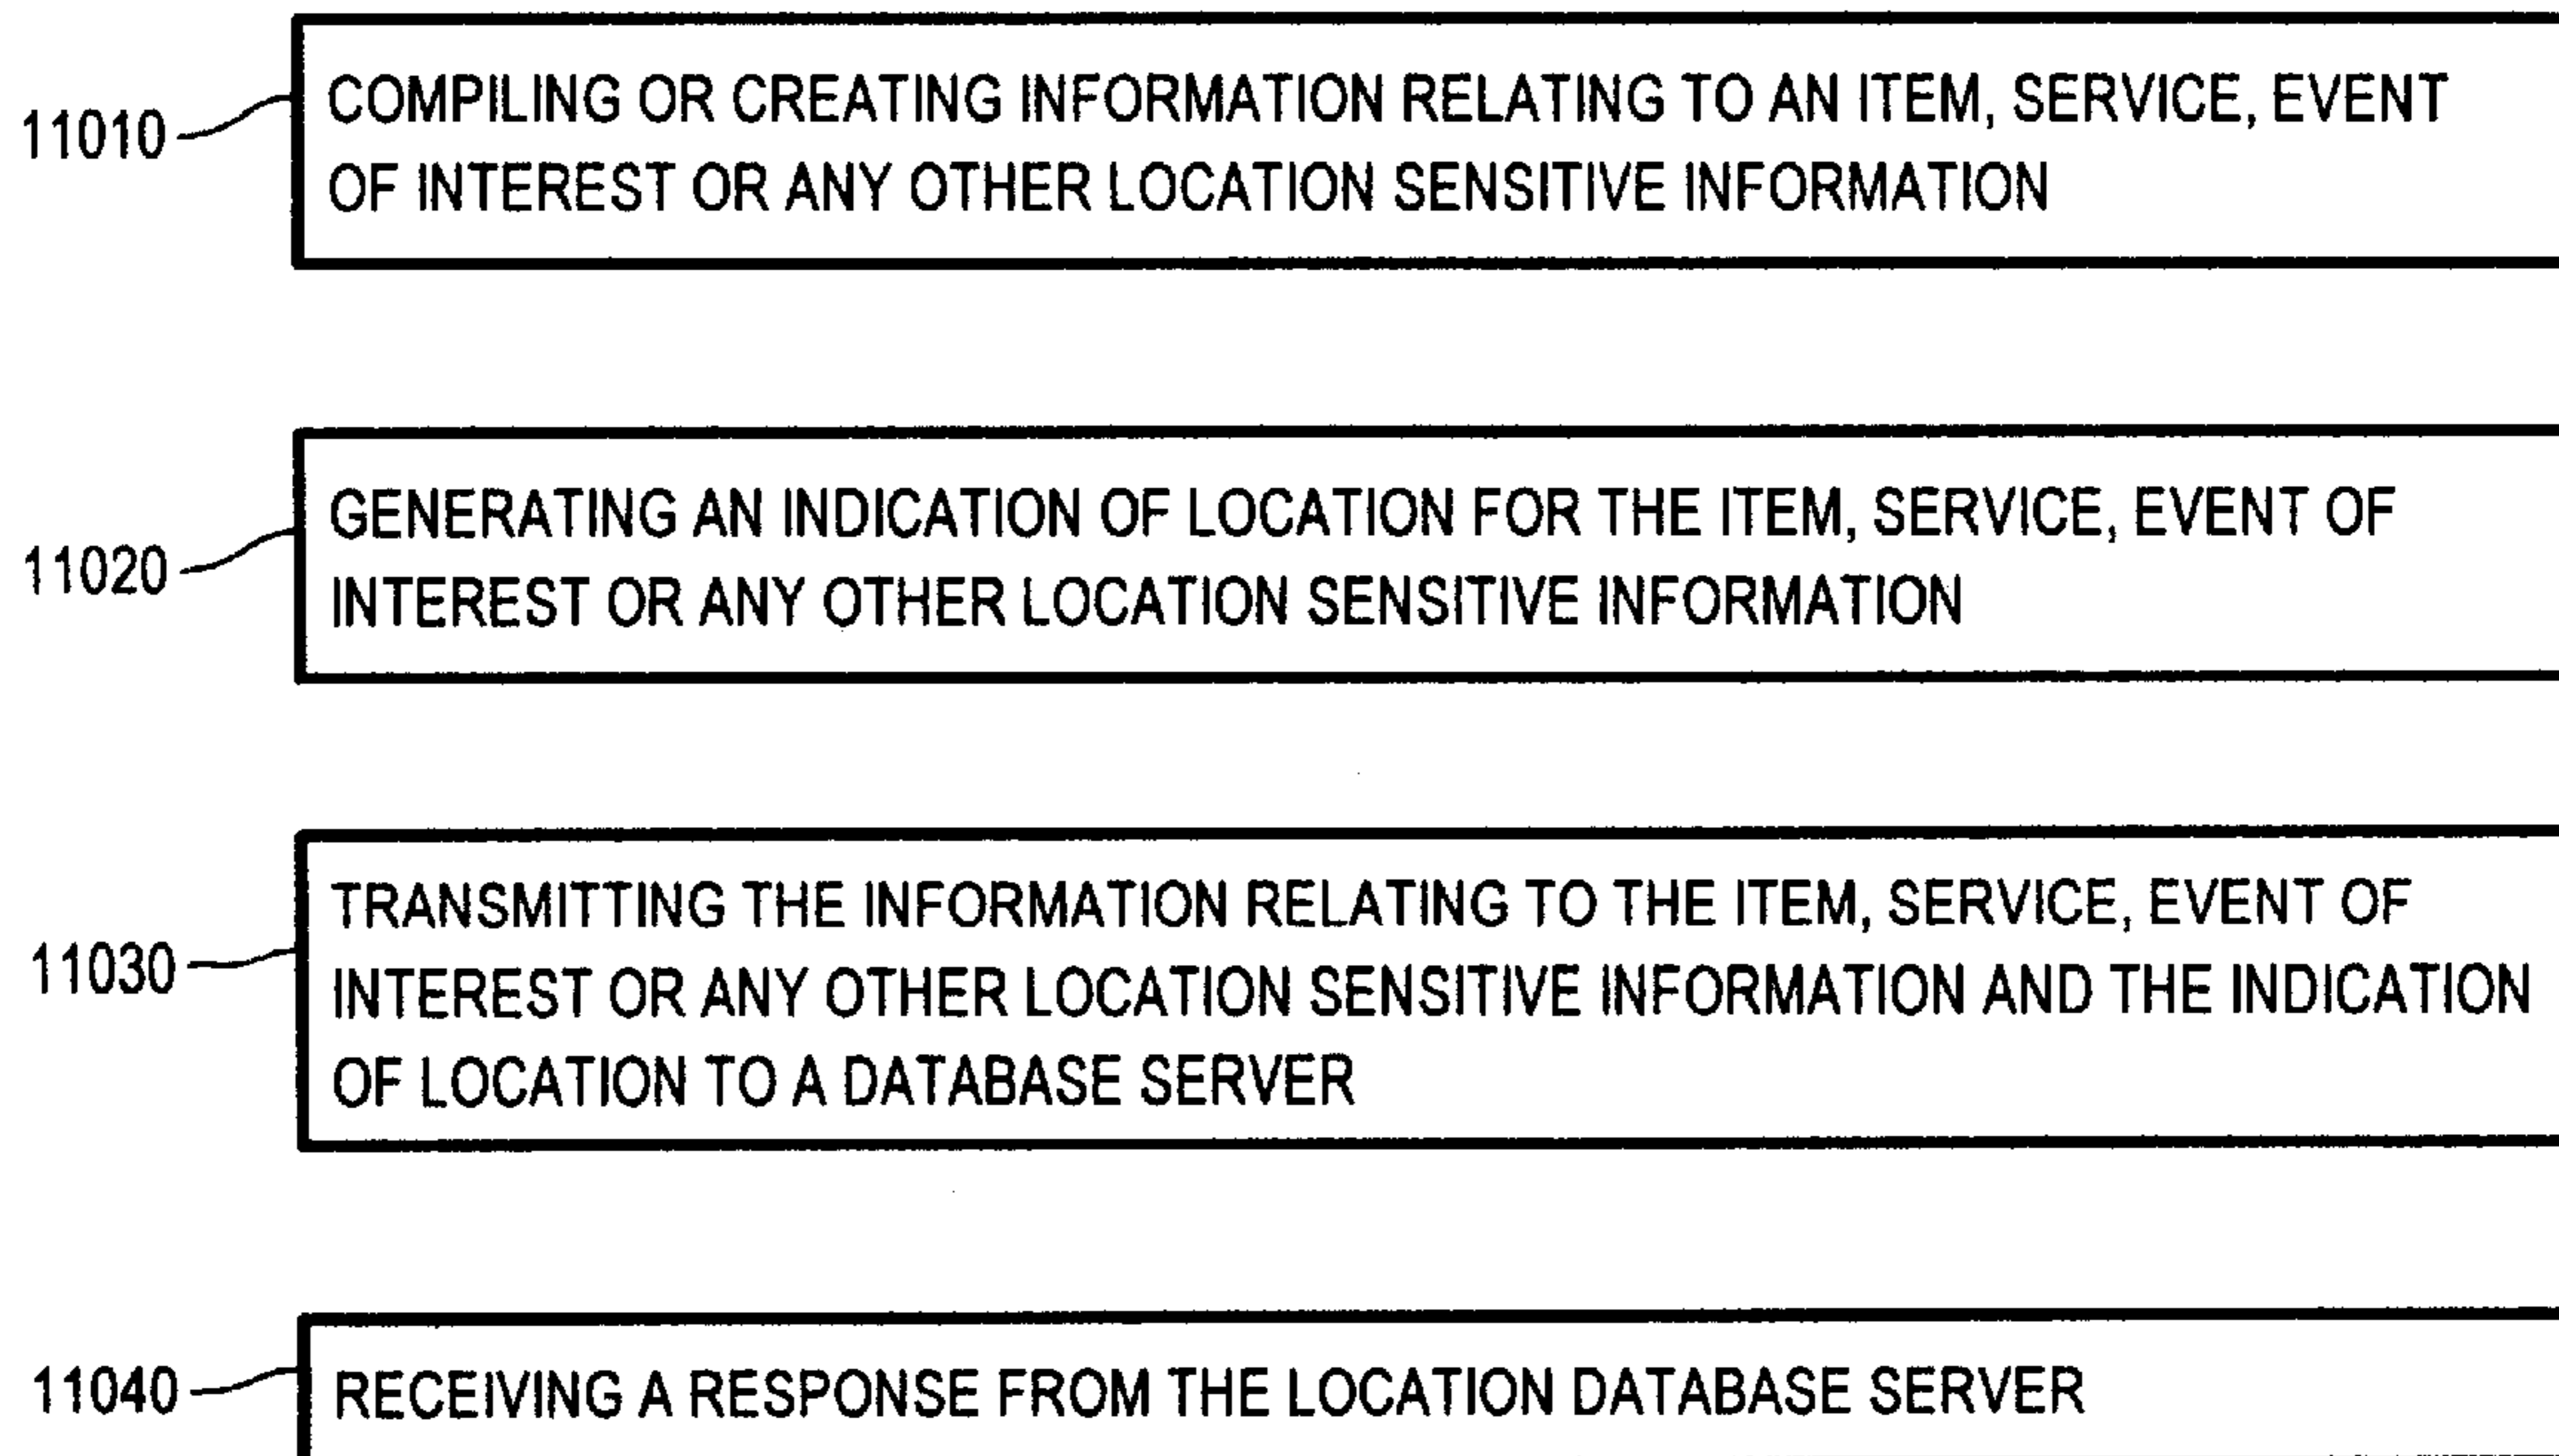 11010
COMPILING OR CREATING INFORMATION RELATING TO AN ITEM, SERVICE, EVENT
OF INTEREST OR ANY OTHER LOCATION SENSITIVE INFORMATION
11020
GENERATING AN INDICATION OF LOCATION FOR THE ITEM, SERVICE, EVENT OF
INTEREST OR ANY OTHER LOCATION SENSITIVE INFORMATION
11030
TRANSMITTING THE INFORMATION RELATING TO THE ITEM, SERVICE, EVENT OF
INTEREST OR ANY OTHER LOCATION SENSITIVE INFORMATION AND THE INDICATION
OF LOCATION TO A DATABASE SERVER
11040
RECEIVING A RESPONSE FROM THE LOCATION DATABASE SERVER